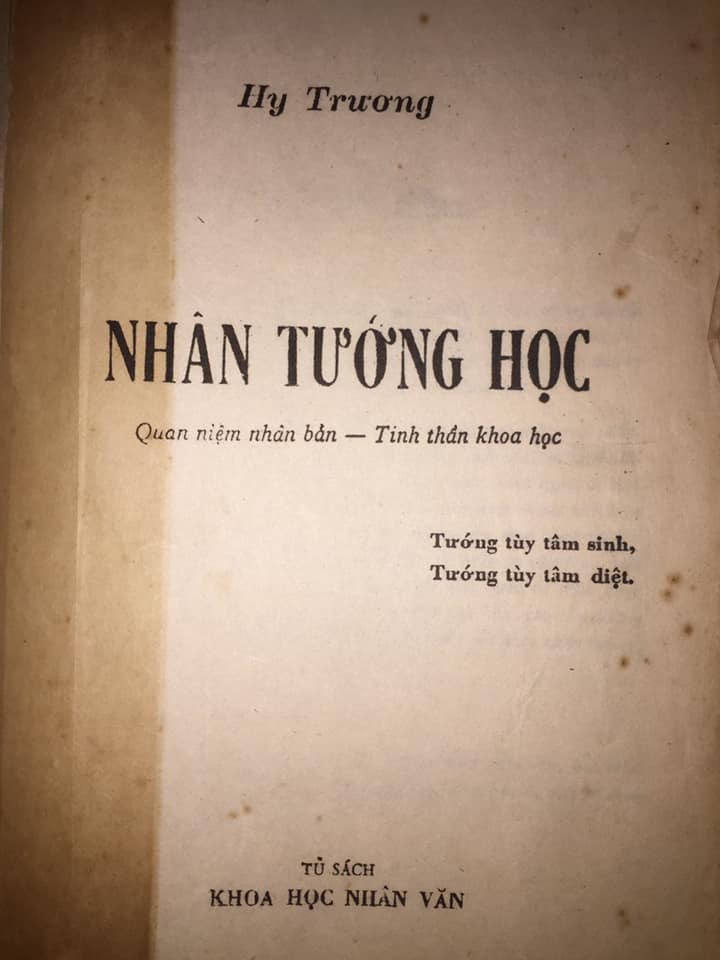 Hy Trương
NHÂN TƯỚNG HỌC
Quan niệm nhân bản — Tinh thần khoa học
Tướng tùy tâm sinh,
Tướng tùy tâm diệt.
TỦ SÁCH
KHOA HỌC NHÂN VĂN